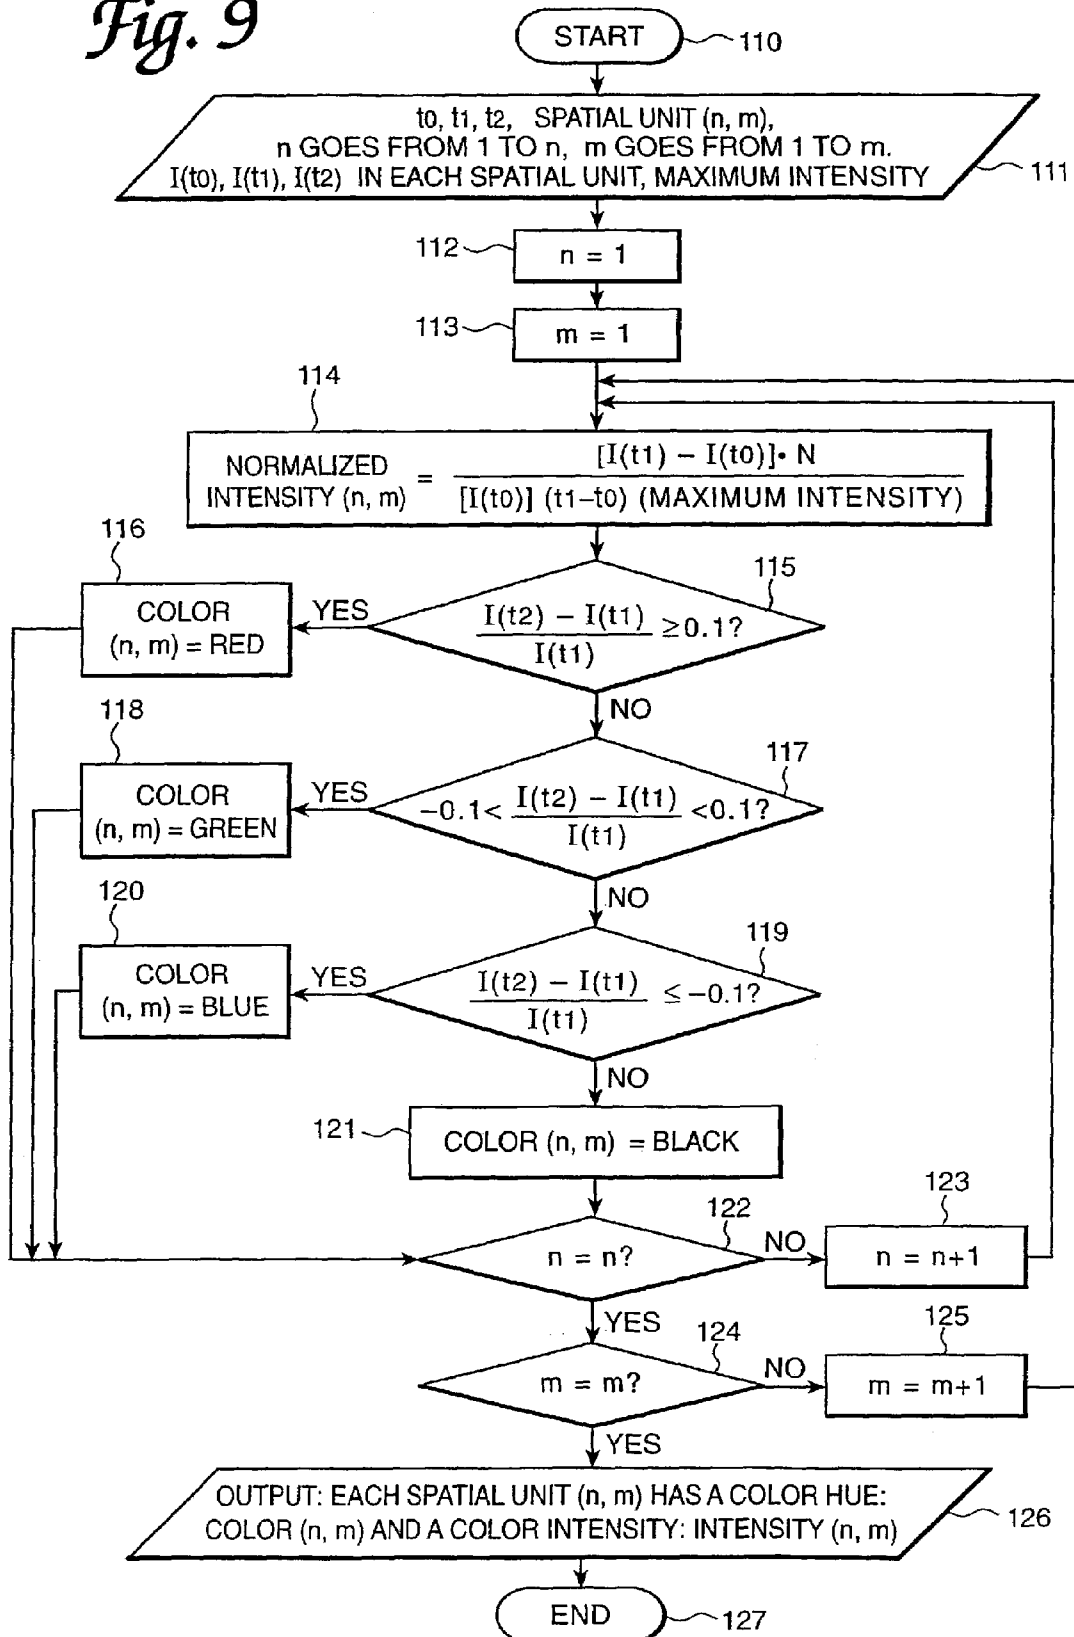 Fig. 9
START
110
t0, t1, t2, SPATIAL UNIT (n, m),
n GOES FROM 1 TO n, m GOES FROM 1 TO m.
I(t0), I(t1), I(t2) IN EACH SPATIAL UNIT, MAXIMUM INTENSITY
111
112
n = 1
113
m = 1
114
NORMALIZED
INTENSITY (n, m)
=
[I(t1) – I(t0)]• N
[I(t0)] (t1–t0) (MAXIMUM INTENSITY)
116
COLOR
(n, m) = RED
YES
115
I(t2) – I(t1)
I(t1)
≥0.1?
NO
118
COLOR
(n, m) = GREEN
YES
117
–0.1<
I(t2) – I(t1)
I(t1)
<0.1?
NO
120
COLOR
(n, m) = BLUE
YES
119
I(t2) – I(t1)
I(t1)
≤–0.1?
NO
121
COLOR (n, m) = BLACK
122
n = n?
NO
123
n = n+1
YES
124
m = m?
NO
125
m = m+1
YES
OUTPUT: EACH SPATIAL UNIT (n, m) HAS A COLOR HUE:
COLOR (n, m) AND A COLOR INTENSITY: INTENSITY (n, m)
126
END
127